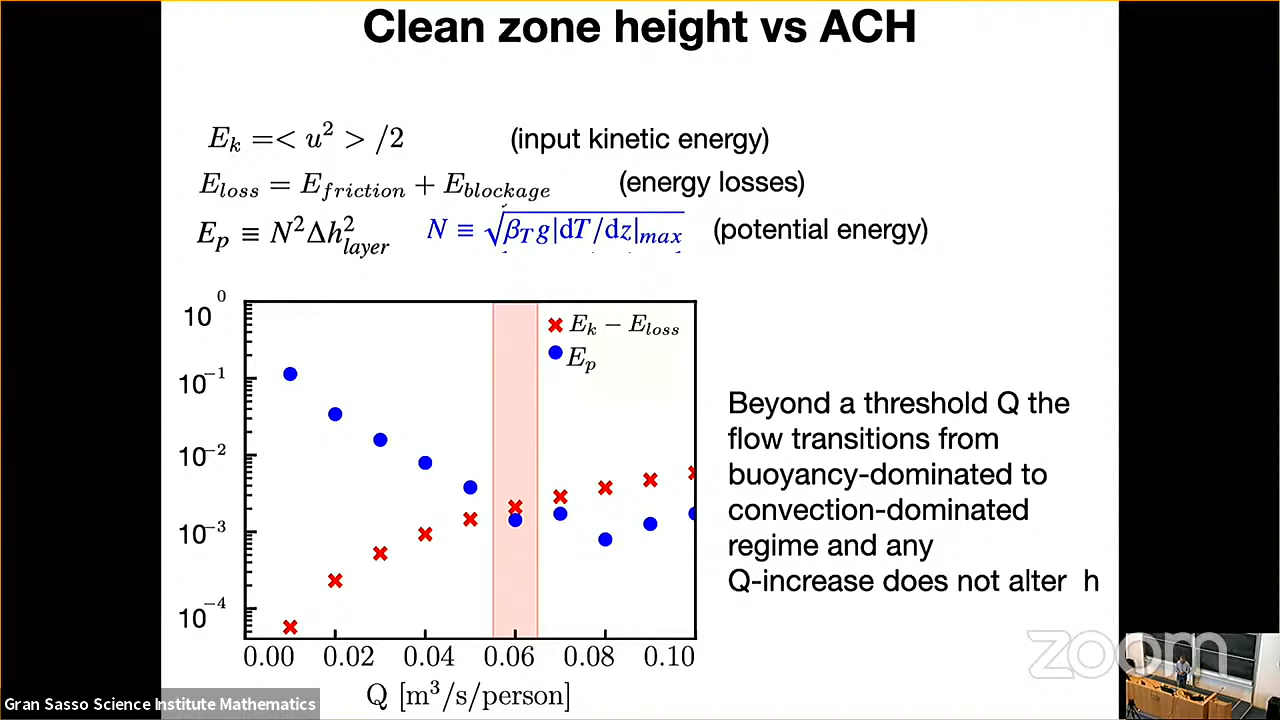 Clean zone height vs ACH
E_k =< u^2 > /2 (input kinetic energy)
E_loss = E_friction + E_blockage (energy losses)
E_p ≡ N^2Δh^2_layer N ≡ √β_T g|dT/dz|_max (potential energy)
10^0
10^-1
10^-2
10^-3
10^-4
E_k − E_loss
E_p
0.00 0.02 0.04 0.06 0.08 0.10
Q [m^3/s/person]
Beyond a threshold Q the
flow transitions from
buoyancy-dominated to
convection-dominated
regime and any
Q-increase does not alter h
zoom
Gran Sasso Science Institute Mathematics